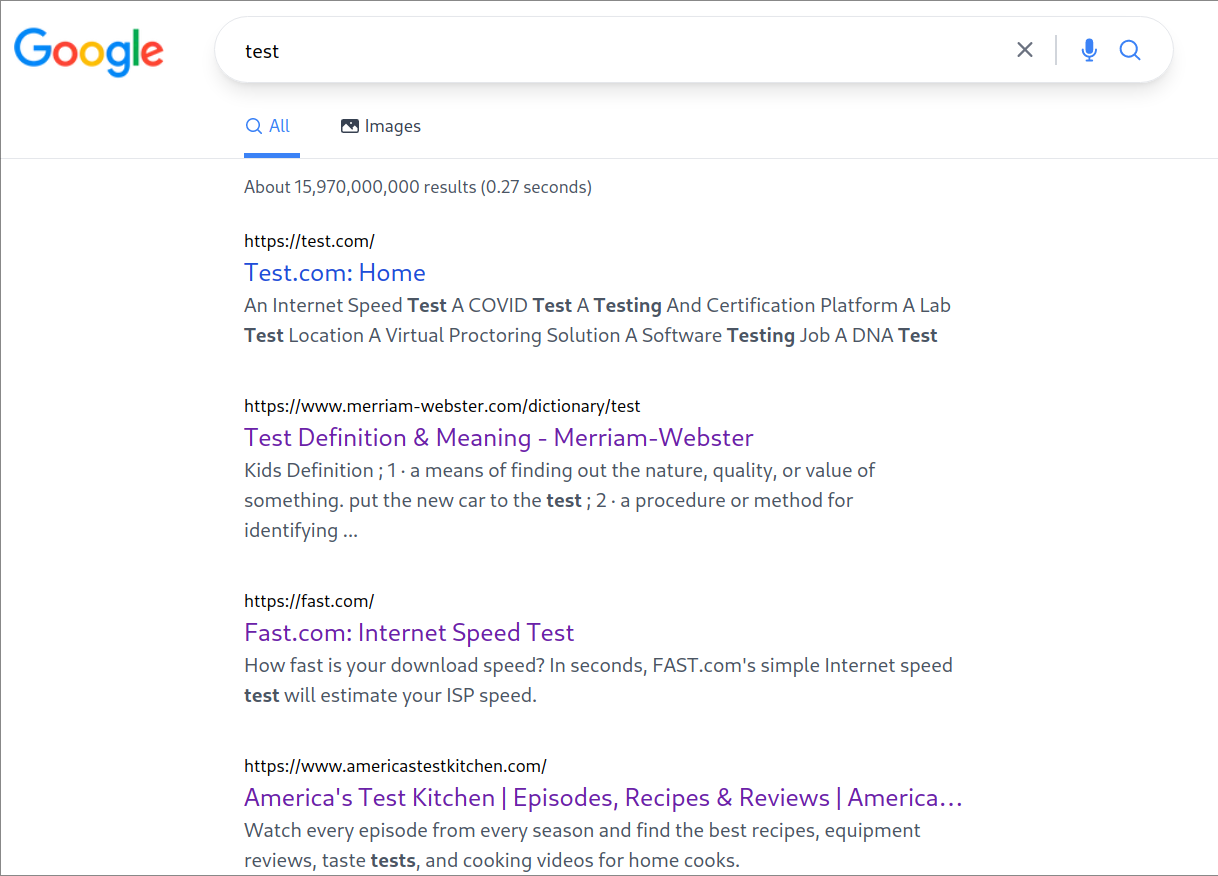 Google
test
All
Images
About 15,970,000,000 results (0.27 seconds)
https://test.com/
Test.com: Home
An Internet Speed Test A COVID Test A Testing And Certification Platform A Lab
Test Location A Virtual Proctoring Solution A Software Testing Job A DNA Test
https://www.merriam-webster.com/dictionary/test
Test Definition & Meaning - Merriam-Webster
Kids Definition ; 1 · a means of finding out the nature, quality, or value of
something. put the new car to the test ; 2 · a procedure or method for
identifying ...
https://fast.com/
Fast.com: Internet Speed Test
How fast is your download speed? In seconds, FAST.com's simple Internet speed
test will estimate your ISP speed.
https://www.americastestkitchen.com/
America's Test Kitchen | Episodes, Recipes & Reviews | America...
Watch every episode from every season and find the best recipes, equipment
reviews, taste tests, and cooking videos for home cooks.